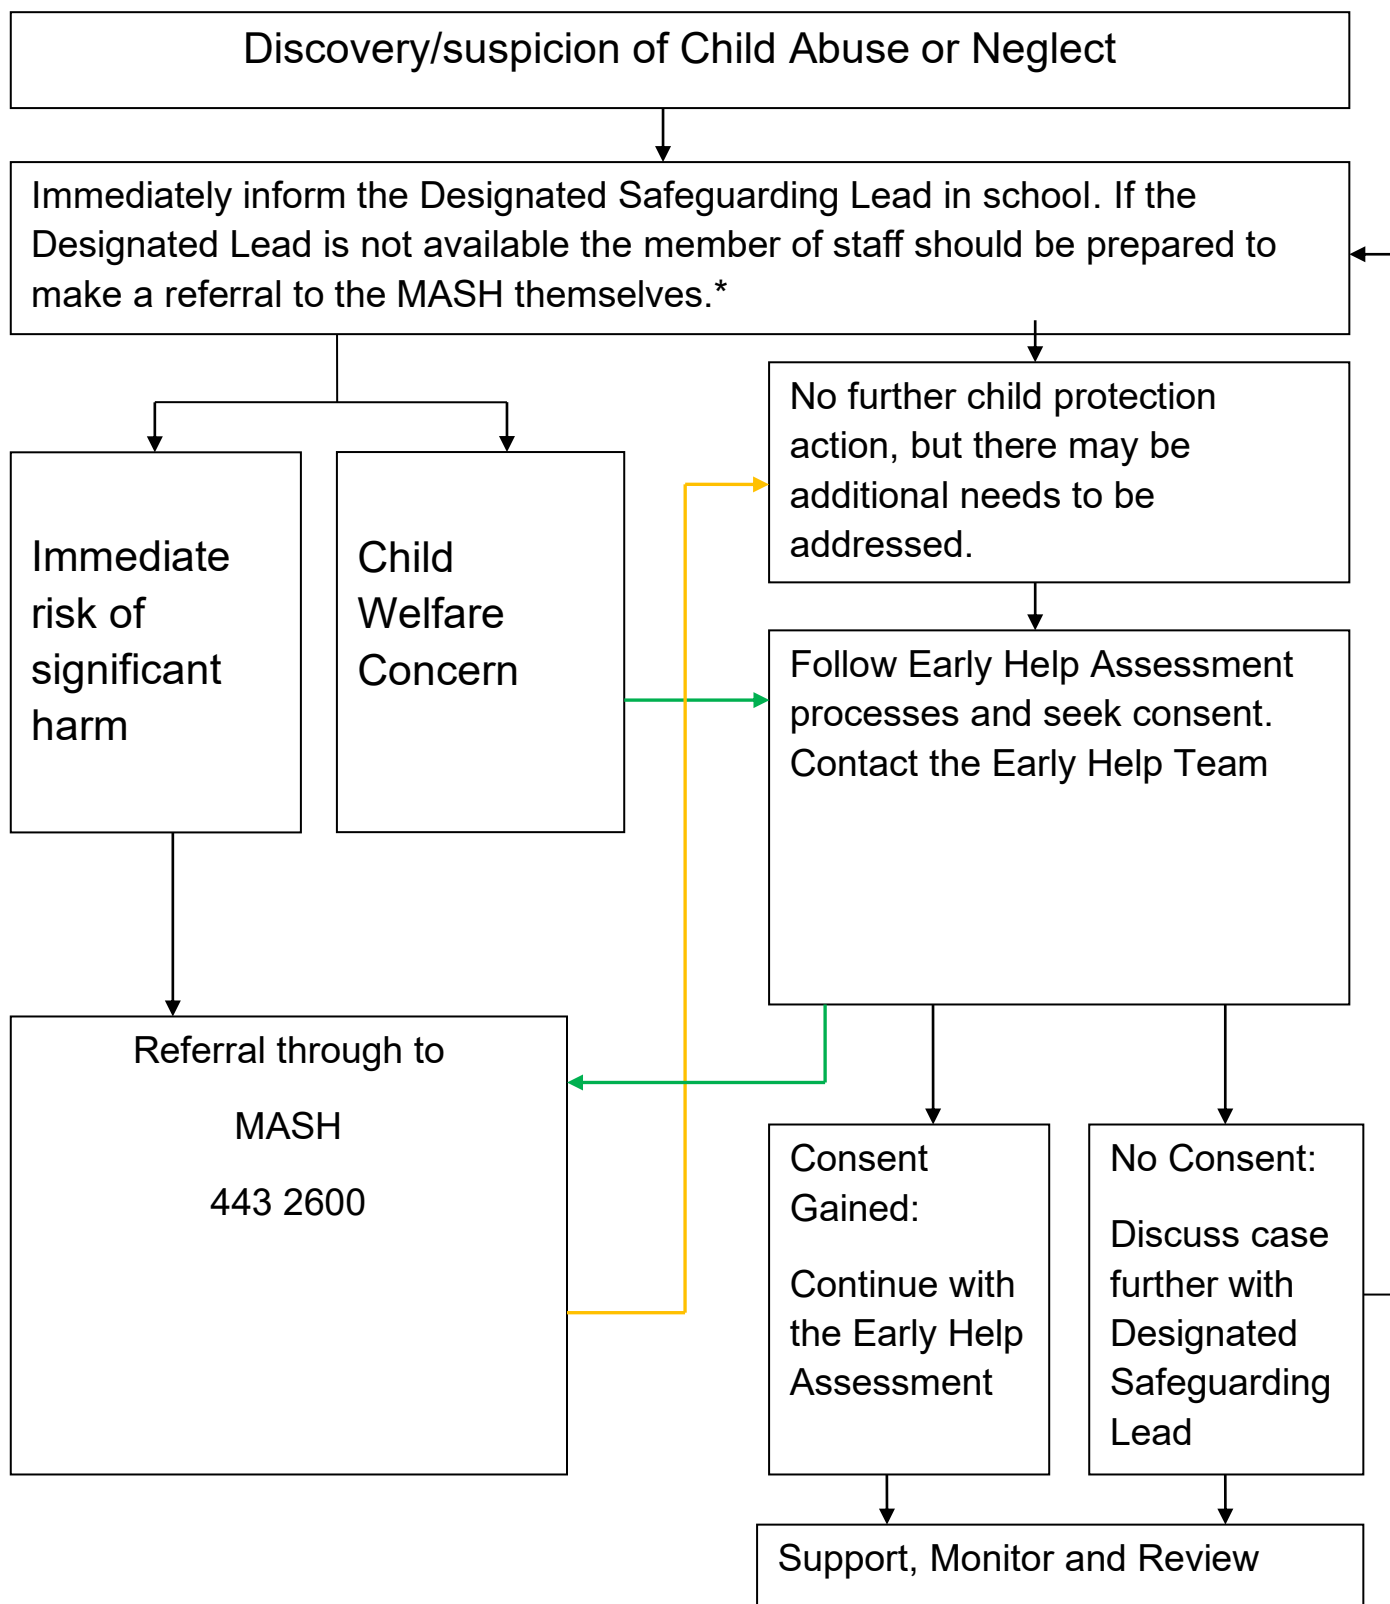 Discovery/suspicion of Child Abuse or Neglect
Immediately inform the Designated Safeguarding Lead in school. If the
Designated Lead is not available the member of staff should be prepared to
make a referral to the MASH themselves.*
No further child protection
action, but there may be
additional needs to be
addressed.
Immediate
risk of
significant
harm
Child
Welfare
Concern
Follow Early Help Assessment
processes and seek consent.
Contact the Early Help Team
Referral through to
MASH
443 2600
Consent
Gained:
Continue with
the Early Help
Assessment
No Consent:
Discuss case
further with
Designated
Safeguarding
Lead
Support, Monitor and Review